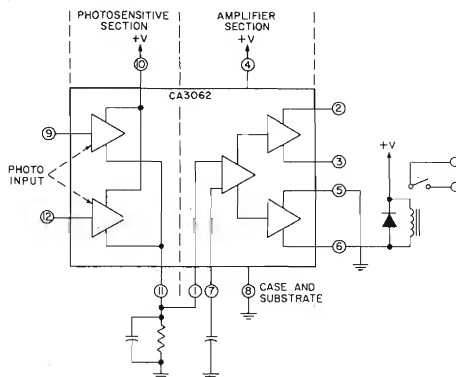 PHOTOSENSITIVE
SECTION
AMPLIFIER
SECTION
+V
+V
10
4
CA3062
9
2
3
PHOTO
INPUT
5
+V
12
6
11
1
7
8
CASE AND
SUBSTRATE